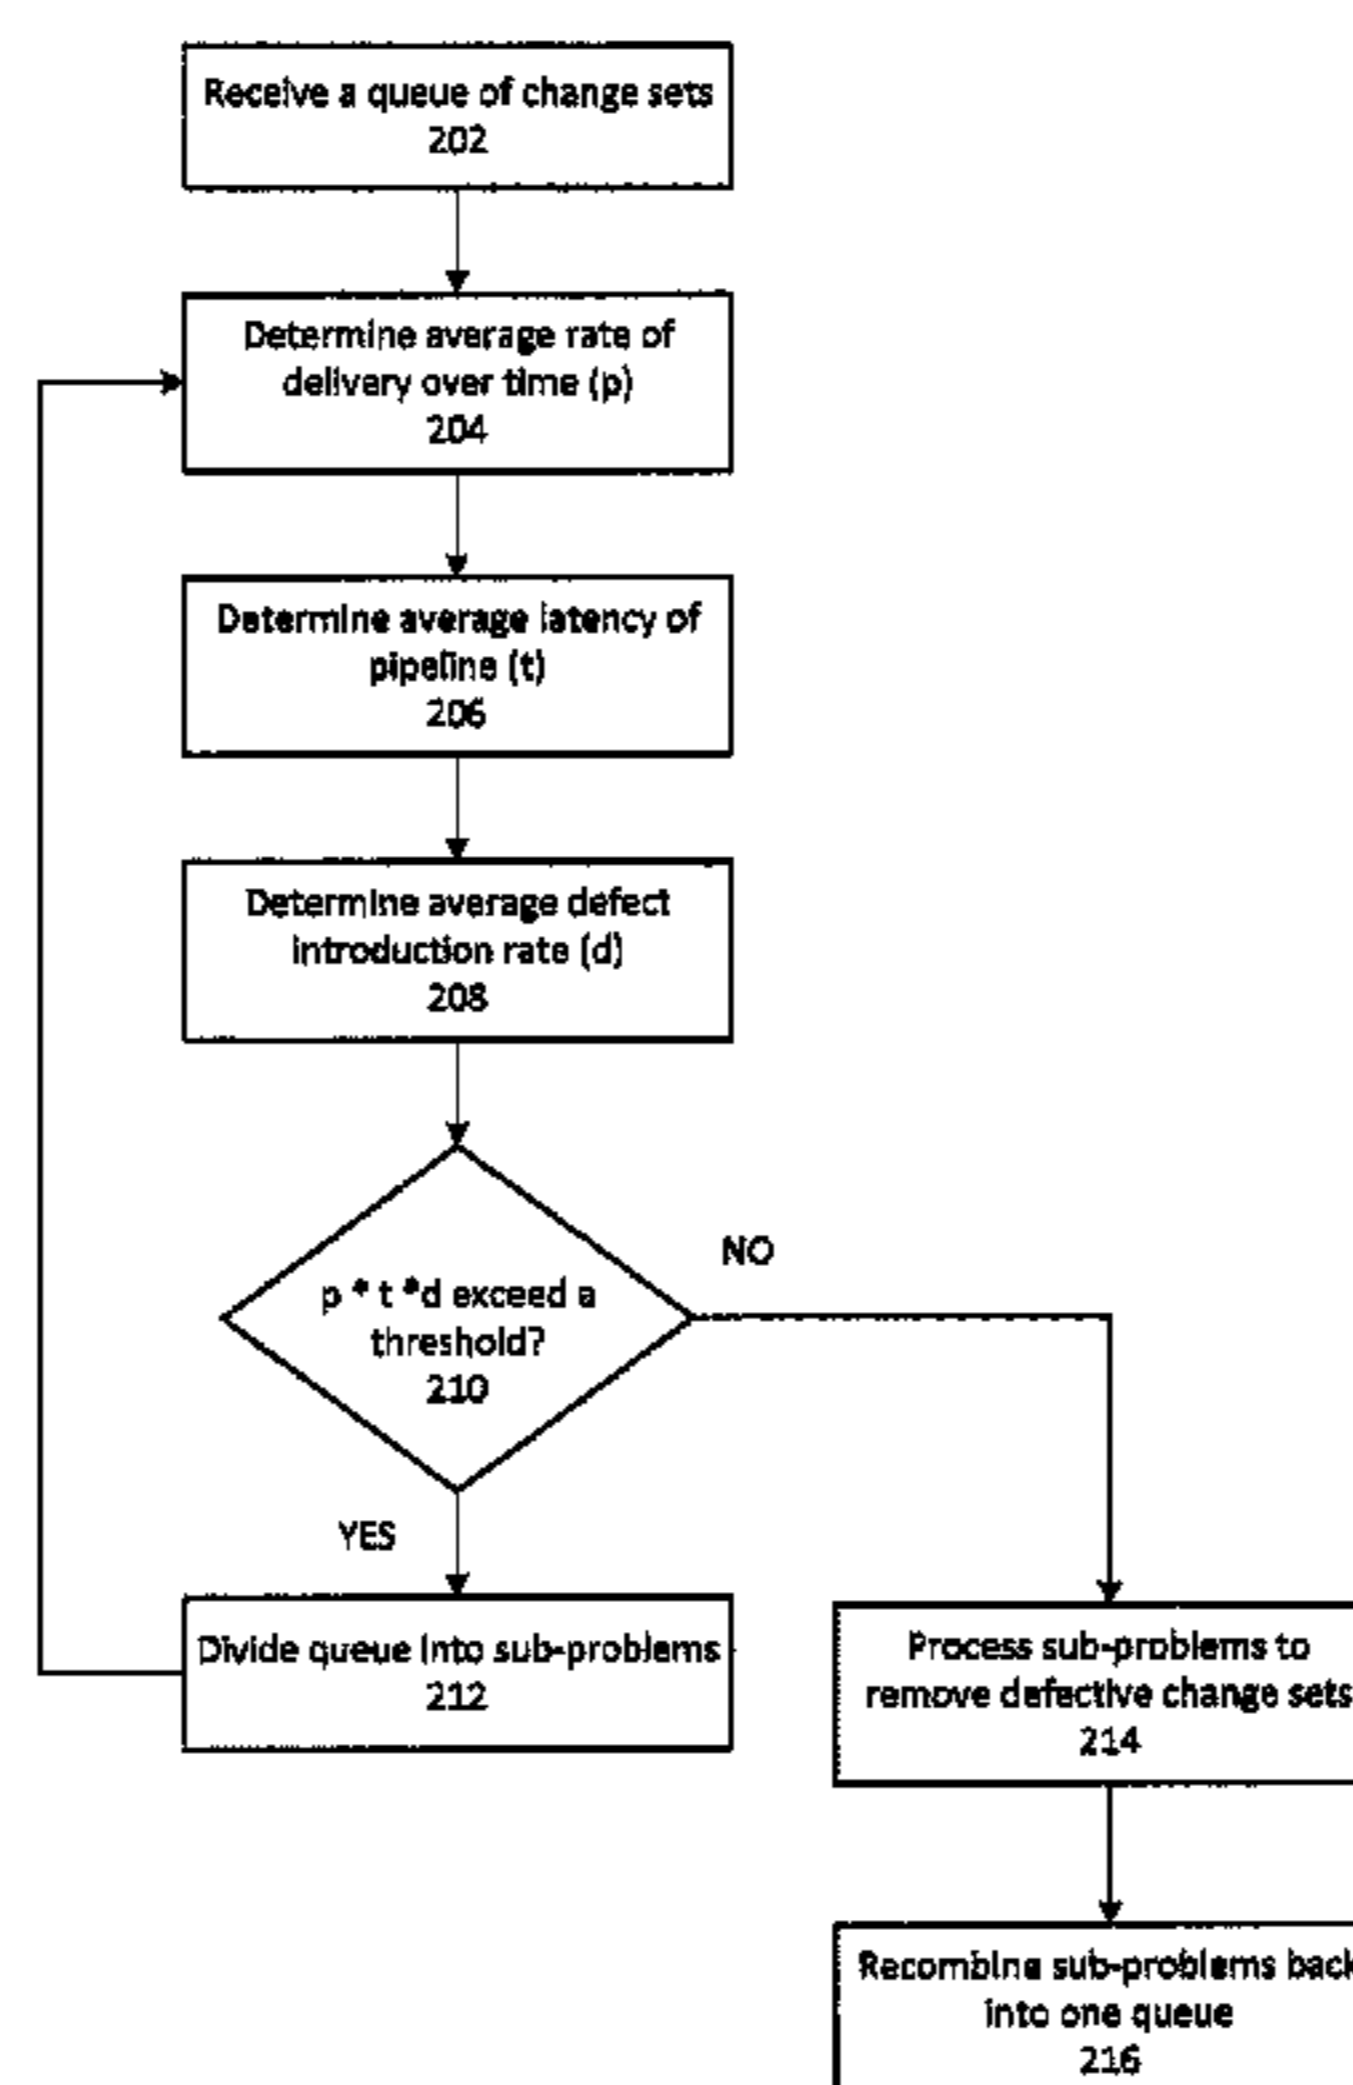 Receive a queue of change sets
202
Determine average rate of
delivery over time (p)
204
Determine average latency of
pipeline (t)
206
Determine average defect
introduction rate (d)
208
p * t *d exceed a
threshold?
210
NO
YES
Divide queue into sub-problems
212
Process sub-problems to
remove defective change sets
214
Recombine sub-problems back
into one queue
216